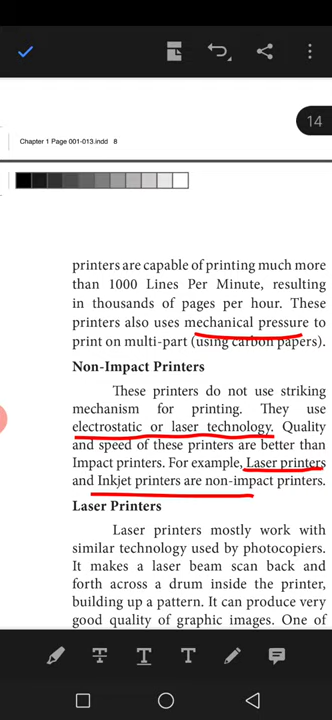 14
Chapter 1 Page 001-013.indd 8
printers are capable of printing much more
than 1000 Lines Per Minute, resulting
in thousands of pages per hour. These
printers also uses mechanical pressure to
print on multi-part (using carbon papers).
Non-Impact Printers
These printers do not use striking
mechanism for printing. They use
electrostatic or laser technology. Quality
and speed of these printers are better than
Impact printers. For example, Laser printers
and Inkjet printers are non-impact printers.
Laser Printers
Laser printers mostly work with
similar technology used by photocopiers.
It makes a laser beam scan back and
forth across a drum inside the printer,
building up a pattern. It can produce very
good quality of graphic images. One of